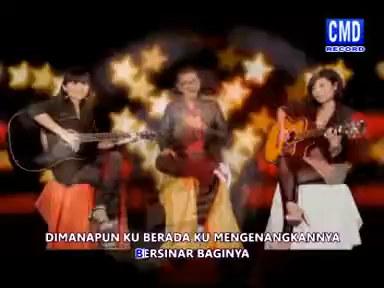 CMD
RECORD
DIMANAPUN KU BERADA KU MENGENANGKANNYA
BERSINAR BAGINYA